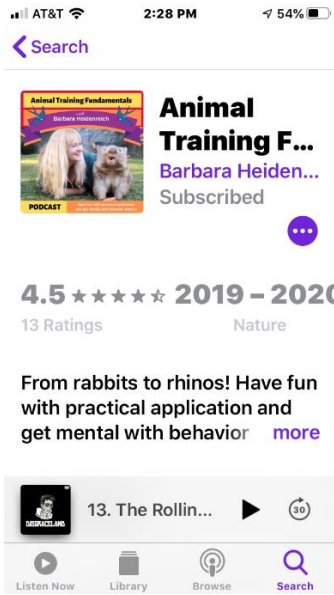 AT&T 2:28 PM 54%
Search
Animal Training Fundamentals
with
Barbara Heidenreich
PODCAST
Animal
Training F...
Barbara Heiden...
Subscribed
4.5 ★★★★⯪ 2019 – 2020
13 Ratings Nature
From rabbits to rhinos! Have fun
with practical application and
get mental with behavior more
DISGRACELAND
13. The Rollin...
30
Listen Now Library Browse Search